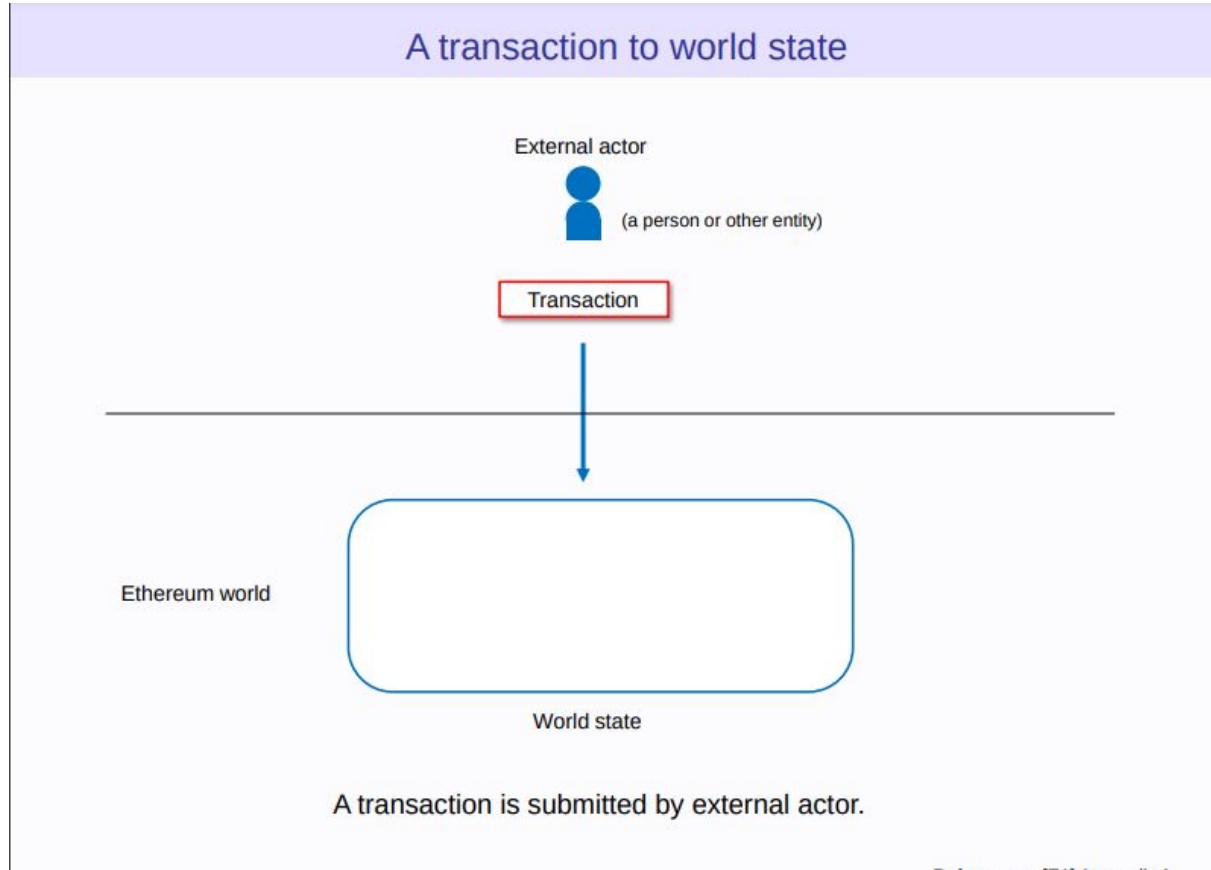 A transaction to world state
External actor
(a person or other entity)
Transaction
Ethereum world
World state
A transaction is submitted by external actor.